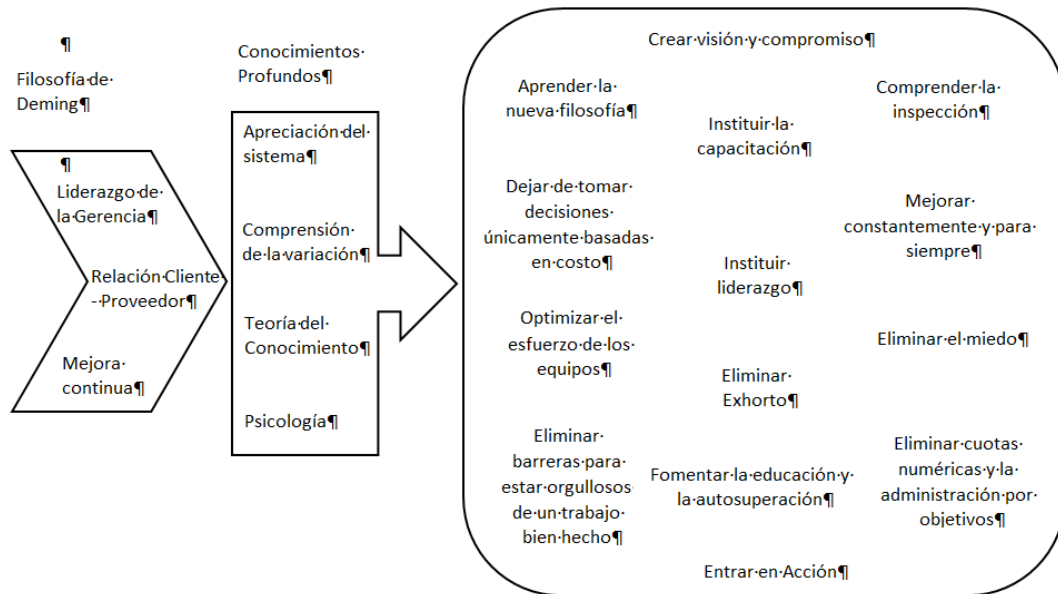 ¶
Filosofía·de·
Deming¶
¶
Liderazgo·de·
la·Gerencia¶
Relación·Cliente·
-·Proveedor¶
Mejora·
continua¶
Conocimientos·
Profundos¶
Apreciación·del·
sistema¶
Comprensión·
de·la·variación¶
Teoría·del·
Conocimiento¶
Psicología¶
Crear·visión·y·compromiso¶
Aprender·la·
nueva·filosofía¶
Comprender·la·
inspección¶
Instituir·la·
capacitación¶
Dejar·de·tomar·
decisiones·
únicamente·basadas·
en·costo¶
Mejorar·
constantemente·y·para·
siempre¶
Instituir·
liderazgo¶
Optimizar·el·
esfuerzo·de·los·
equipos¶
Eliminar·el·miedo¶
Eliminar·
Exhorto¶
Eliminar·
barreras·para·
estar·orgullosos·
de·un·trabajo·
bien·hecho¶
Fomentar·la·educación·y·
la·autosuperación¶
Eliminar·cuotas·
numéricas·y·la·
administración·por·
objetivos¶
Entrar·en·Acción¶